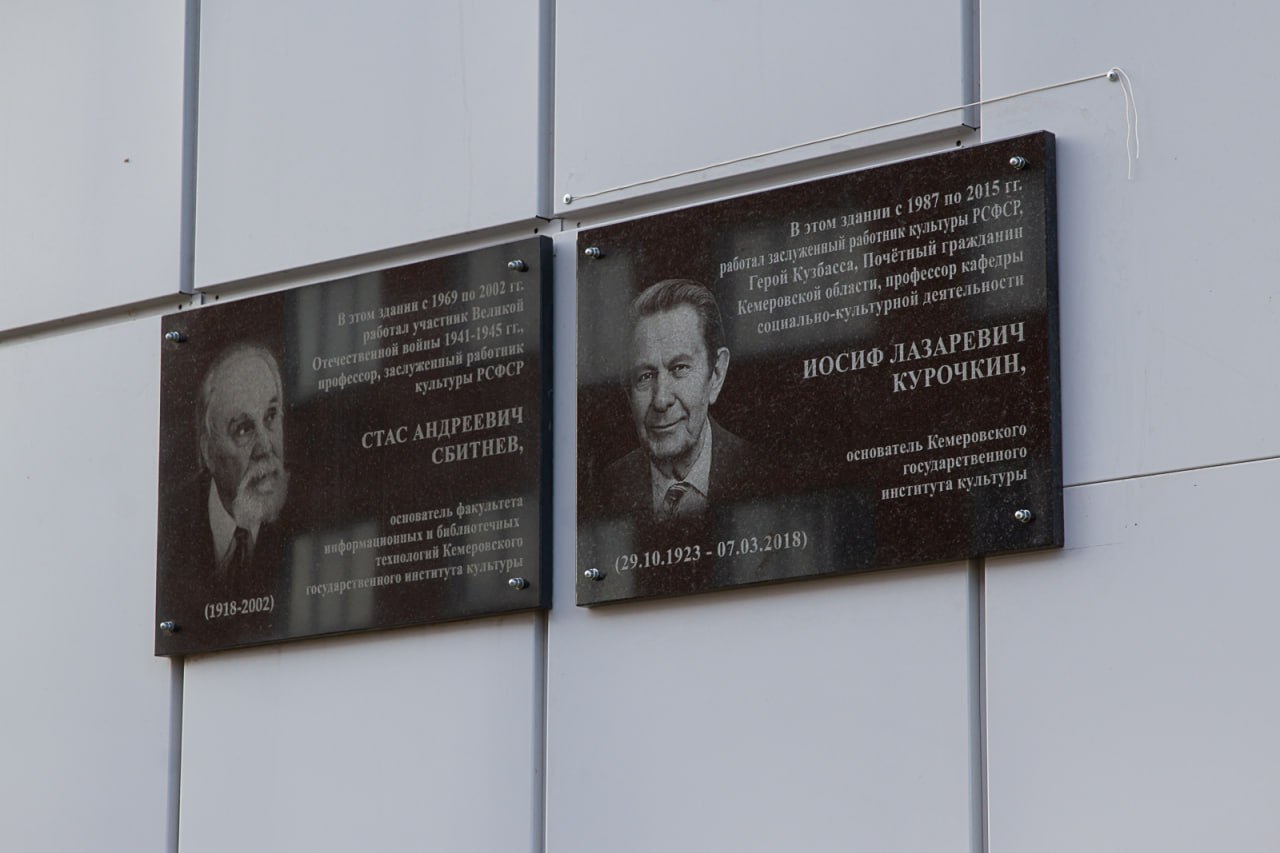 В этом здании с 1969 по 2002 гг.
работал участник Великой
Отечественной войны 1941-1945 гг.,
профессор, заслуженный работник
культуры РСФСР
СТАС АНДРЕЕВИЧ
СБИТНЕВ,
основатель факультета
информационных и библиотечных
технологий Кемеровского
государственного института культуры
(1918-2002)
В этом здании с 1987 по 2015 гг.
работал заслуженный работник культуры РСФСР,
Герой Кузбасса, Почётный гражданин
Кемеровской области, профессор кафедры
социально-культурной деятельности
ИОСИФ ЛАЗАРЕВИЧ
КУРОЧКИН,
основатель Кемеровского
государственного
института культуры
(29.10.1923 - 07.03.2018)